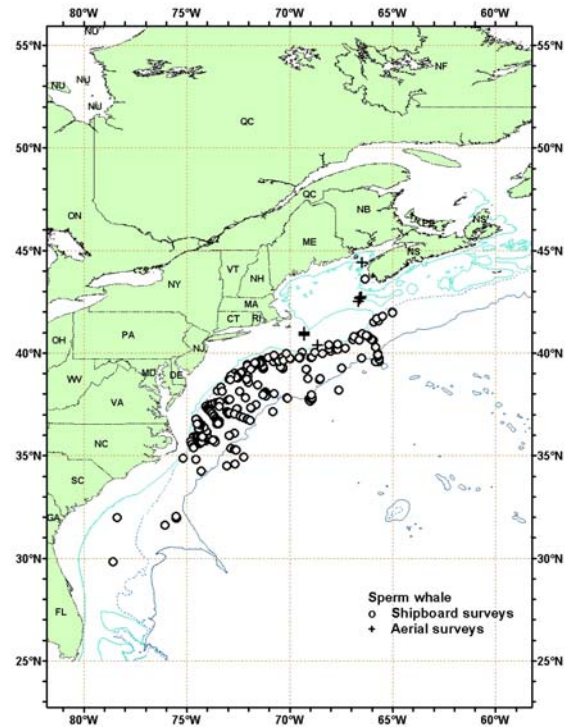 80°W 75°W 70°W 65°W 60°W
ND
55°N 55°N
NU NU NF
NU
QC
50°N 50°N
QC
ON NB NS
ME
45°N NS 45°N
VT
NY NH
MA
CT RI
PA
OH NJ
40°N 40°N
MD DE
WV
VA
NC
35°N 35°N
SC
GA
30°N 30°N
Sperm whale
Shipboard surveys
FL Aerial surveys
25°N 25°N
80°W 75°W 70°W 65°W 60°W